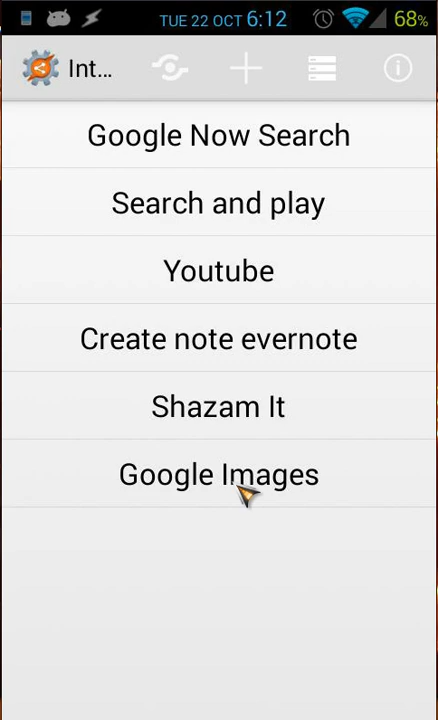 TUE 22 OCT 6:12 68%
Int...
Google Now Search
Search and play
Youtube
Create note evernote
Shazam It
Google Images